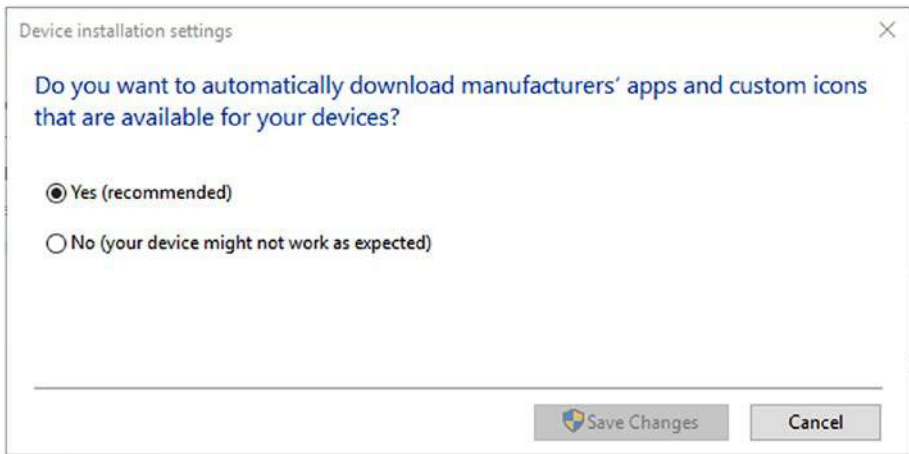 Device installation settings
Do you want to automatically download manufacturers' apps and custom icons
that are available for your devices?
Yes (recommended)
No (your device might not work as expected)
Save Changes
Cancel